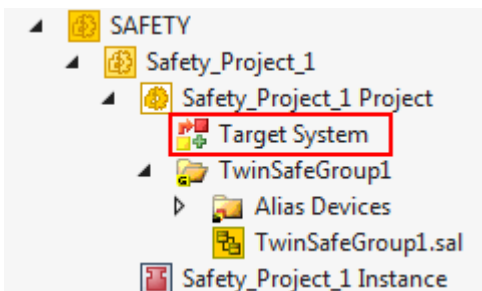 SAFETY
Safety_Project_1
Safety_Project_1 Project
Target System
TwinSafeGroup1
Alias Devices
TwinSafeGroup1.sal
Safety_Project_1 Instance